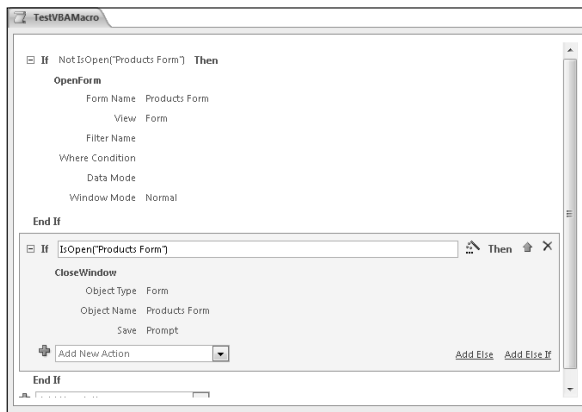 TestVBAMacro
If Not IsOpen("Products Form") Then
OpenForm
Form Name Products Form
View Form
Filter Name
Where Condition
Data Mode
Window Mode Normal
End If
If IsOpen("Products Form") Then
CloseWindow
Object Type Form
Object Name Products Form
Save Prompt
Add New Action Add Else Add Else If
End If